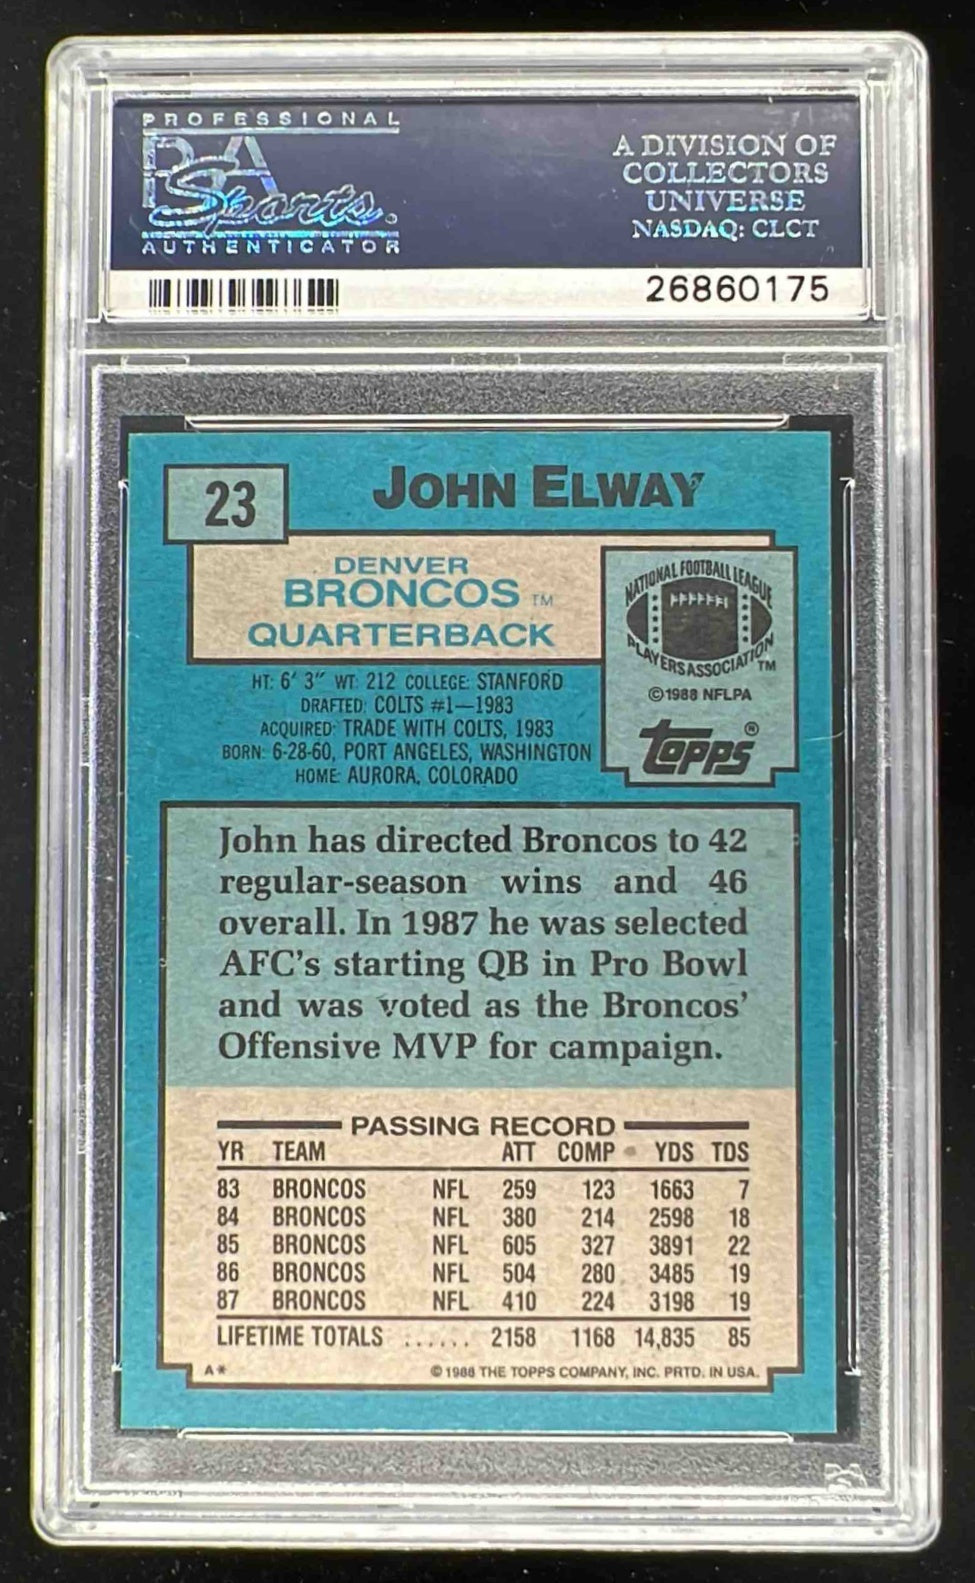 PROFESSIONAL
PSA
Sports
AUTHENTICATOR
A DIVISION OF
COLLECTORS
UNIVERSE
NASDAQ: CLCT
26860175
23
JOHN ELWAY
DENVER
BRONCOS TM
QUARTERBACK
NATIONAL FOOTBALL LEAGUE
PLAYERS ASSOCIATION TM
©1988 NFLPA
topps®
HT: 6' 3" WT: 212 COLLEGE: STANFORD
DRAFTED: COLTS #1—1983
ACQUIRED: TRADE WITH COLTS, 1983
BORN: 6-28-60, PORT ANGELES, WASHINGTON
HOME: AURORA, COLORADO
John has directed Broncos to 42
regular-season wins and 46
overall. In 1987 he was selected
AFC's starting QB in Pro Bowl
and was voted as the Broncos'
Offensive MVP for campaign.
PASSING RECORD
YR TEAM ATT COMP YDS TDS
83 BRONCOS NFL 259 123 1663 7
84 BRONCOS NFL 380 214 2598 18
85 BRONCOS NFL 605 327 3891 22
86 BRONCOS NFL 504 280 3485 19
87 BRONCOS NFL 410 224 3198 19
LIFETIME TOTALS ...... 2158 1168 14,835 85
A* © 1988 THE TOPPS COMPANY, INC. PRTD. IN USA.
PSA